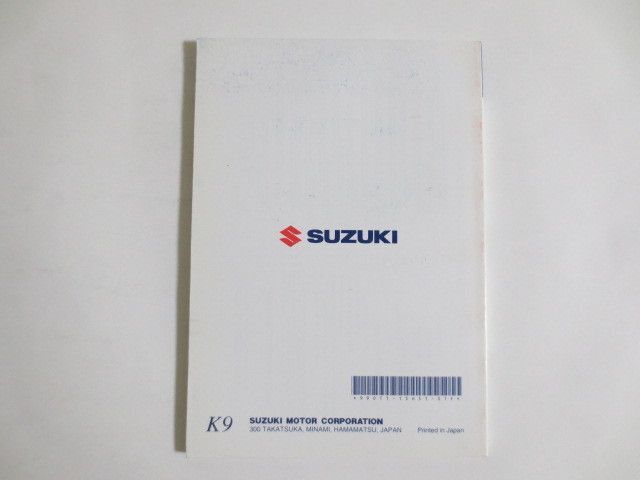 SUZUKI
K9
SUZUKI MOTOR CORPORATION
300 TAKATSUKA, MINAMI, HAMAMATSU, JAPAN Printed in Japan